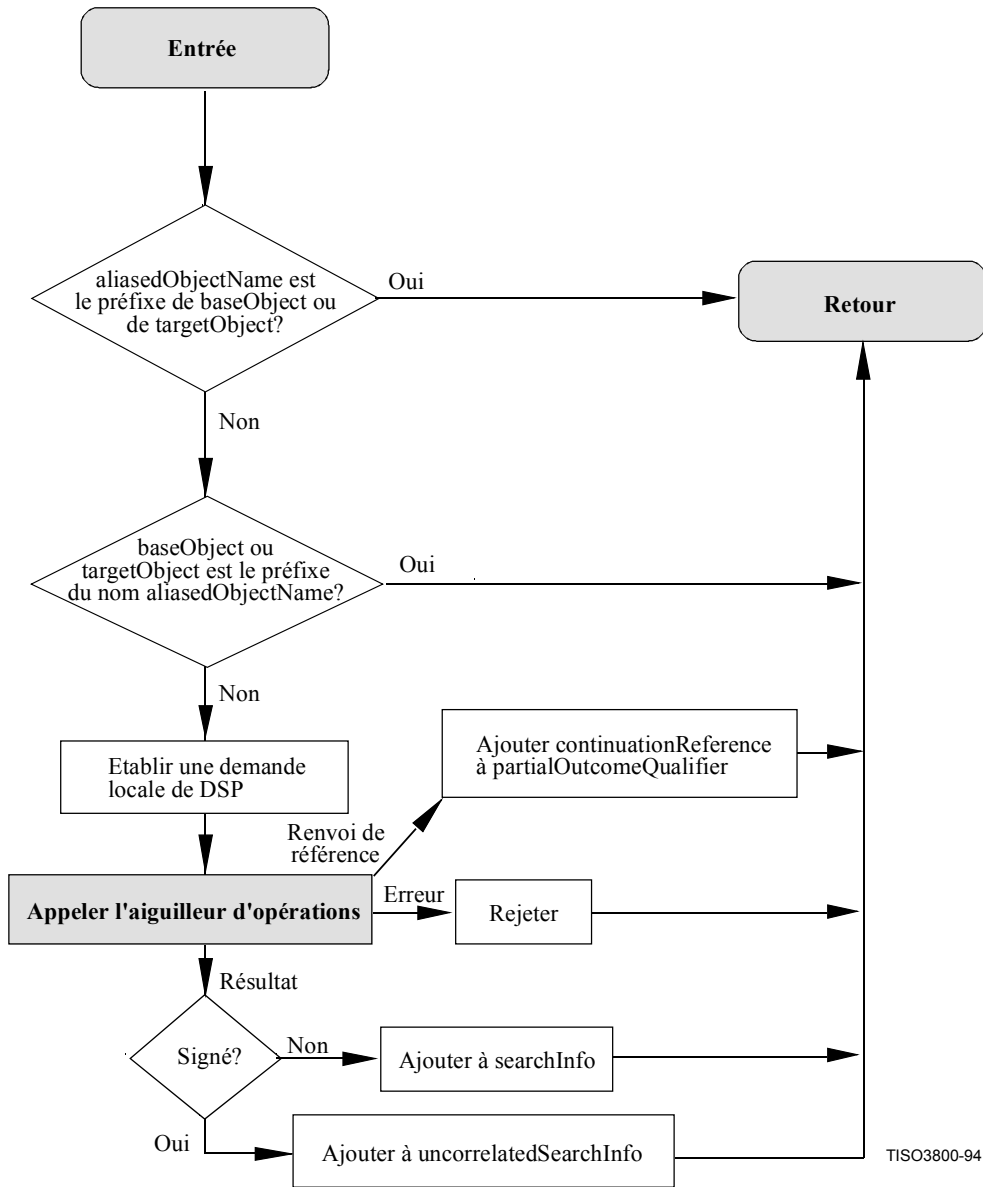 Entrée
aliasedObjectName est
le préfixe de baseObject ou
de targetObject?
Oui
Retour
Non
baseObject ou
targetObject est le préfixe
du nom aliasedObjectName?
Oui
Non
Etablir une demande
locale de DSP
Ajouter continuationReference
à partialOutcomeQualifier
Renvoi de
référence
Appeler l'aiguilleur d'opérations
Erreur
Rejeter
Résultat
Signé?
Non
Ajouter à searchInfo
Oui
Ajouter à uncorrelatedSearchInfo
TISO3800-94